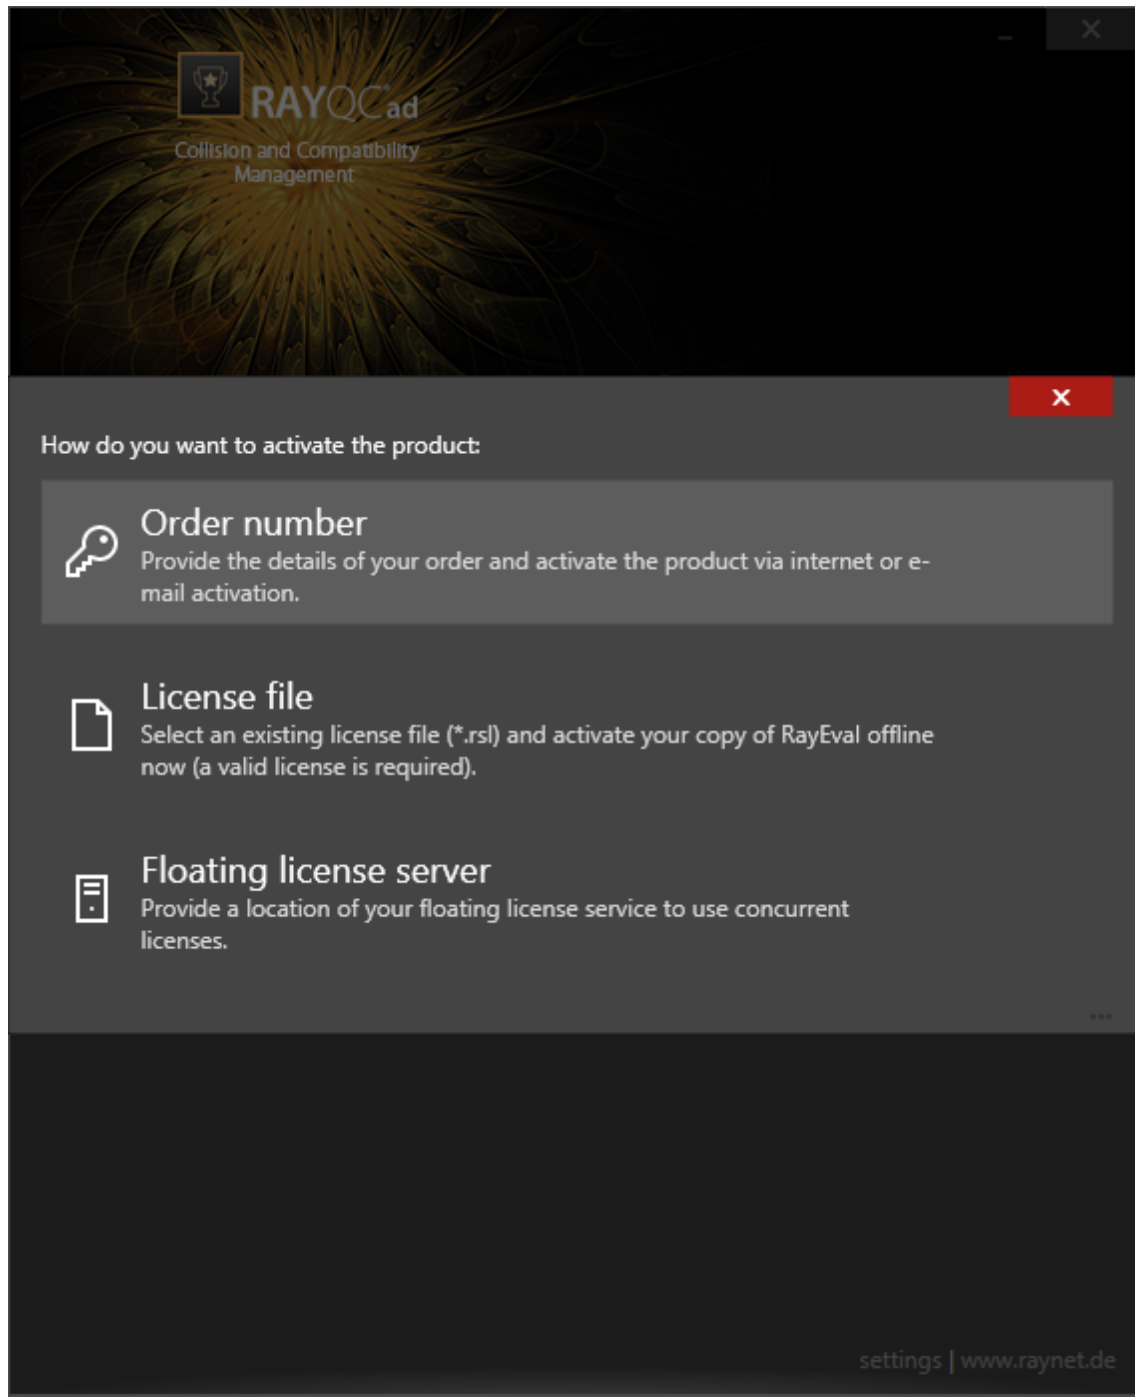 RAYQC®ad
Collision and Compatibility
Management
How do you want to activate the product:
Order number
Provide the details of your order and activate the product via internet or e-
mail activation.
License file
Select an existing license file (*.rsl) and activate your copy of RayEval offline
now (a valid license is required).
Floating license server
Provide a location of your floating license service to use concurrent
licenses.
settings | www.raynet.de